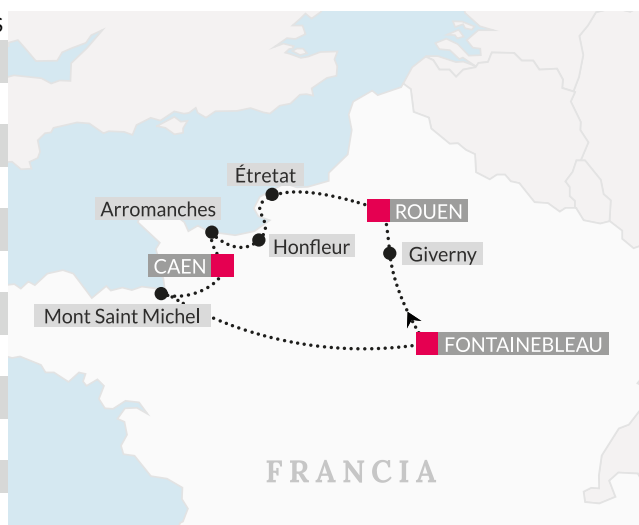 Étretat
Arromanches
ROUEN
Honfleur
Giverny
CAEN
Mont Saint Michel
FONTAINEBLEAU
FRANCIA